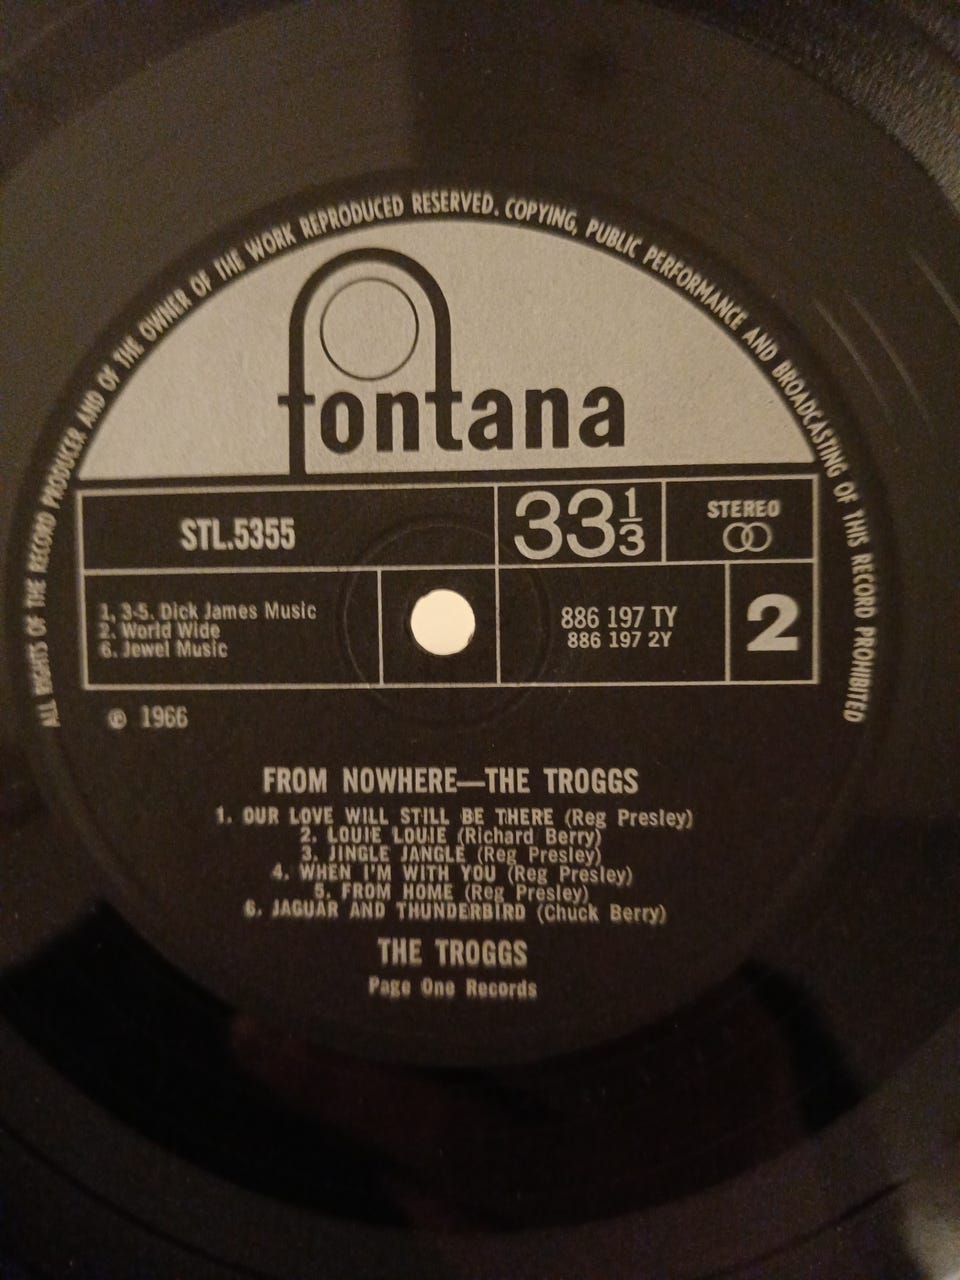 ALL RIGHTS OF THE RECORD PRODUCER AND OF THE OWNER OF THE WORK REPRODUCED RESERVED. COPYING, PUBLIC PERFORMANCE AND BROADCASTING OF THIS RECORD PROHIBITED
fontana
STL.5355
33 1/3
STEREO
1, 3-5. Dick James Music
2. World Wide
6. Jewel Music
886 197 TY
886 197 2Y
2
℗ 1966
FROM NOWHERE—THE TROGGS
1. OUR LOVE WILL STILL BE THERE (Reg Presley)
2. LOUIE LOUIE (Richard Berry)
3. JINGLE JANGLE (Reg Presley)
4. WHEN I'M WITH YOU (Reg Presley)
5. FROM HOME (Reg Presley)
6. JAGUAR AND THUNDERBIRD (Chuck Berry)
THE TROGGS
Page One Records